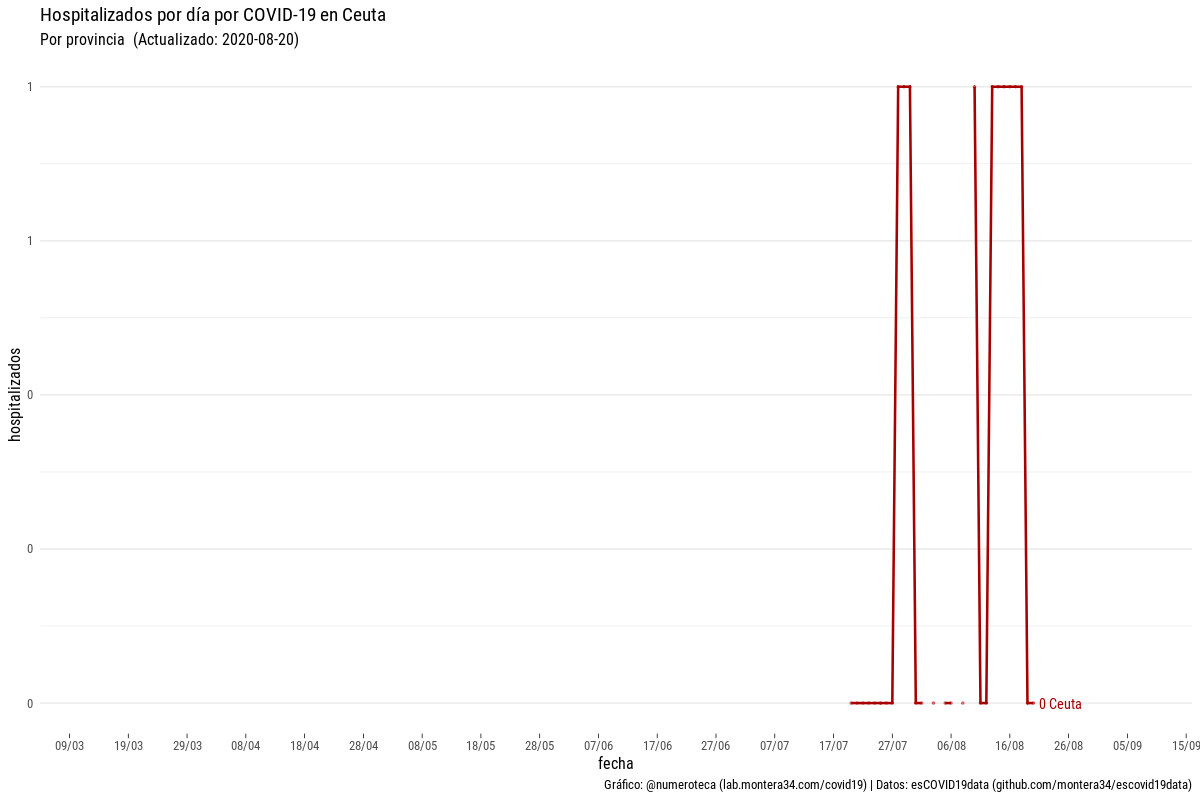 Hospitalizados por día por COVID-19 en Ceuta
Por provincia (Actualizado: 2020-08-20)
1
1
0
0
0
hospitalizados
0 Ceuta
09/03 19/03 29/03 08/04 18/04 28/04 08/05 18/05 28/05 07/06 17/06 27/06 07/07 17/07 27/07 06/08 16/08 26/08 05/09 15/09
fecha
Gráfico: @numeroteca (lab.montera34.com/covid19) | Datos: esCOVID19data (github.com/montera34/escovid19data)